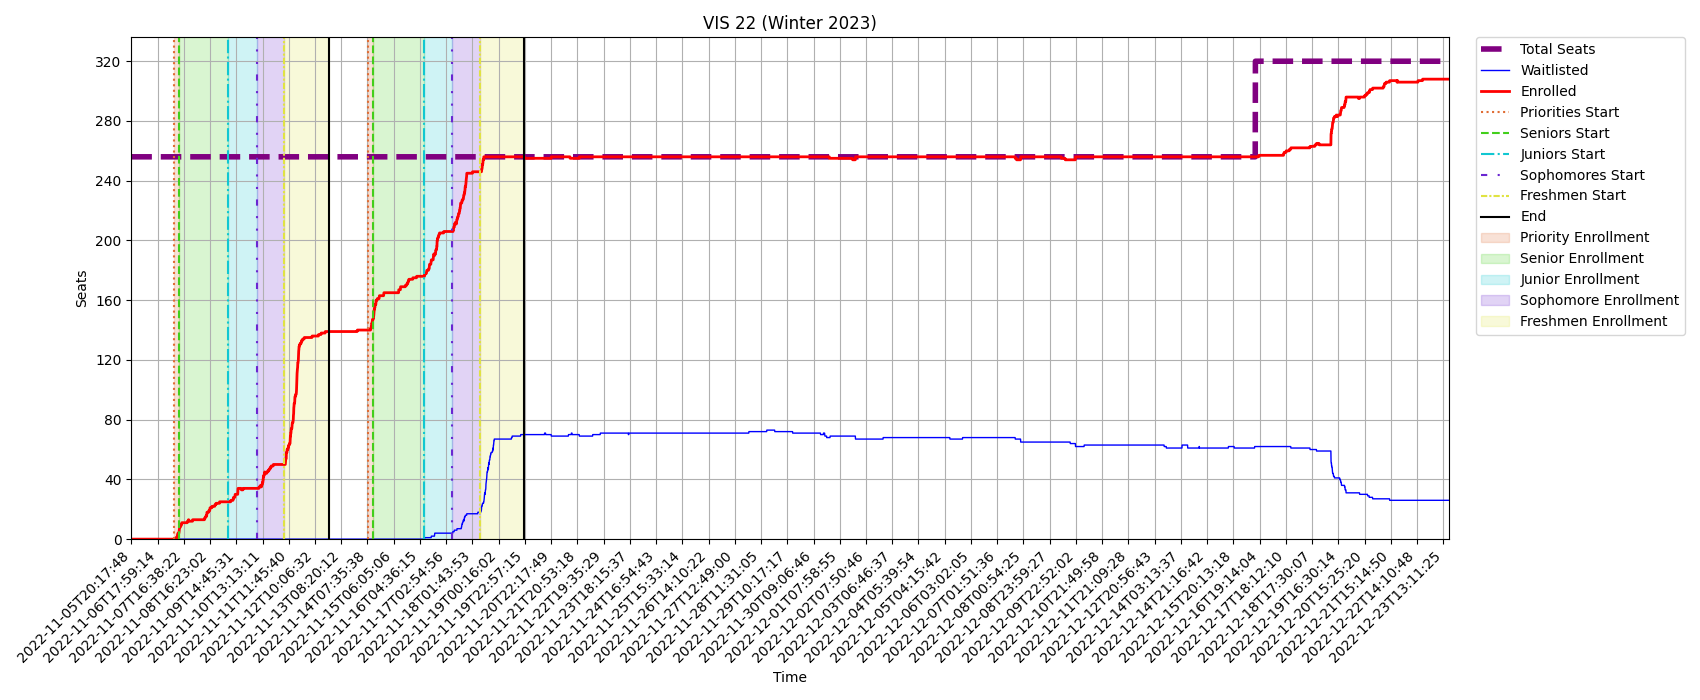 VIS 22 (Winter 2023)
Seats
320
280
240
200
160
120
80
40
0
2022-11-05T20:17:48
2022-11-06T17:59:14
2022-11-07T16:38:22
2022-11-08T16:23:02
2022-11-09T14:45:31
2022-11-10T13:13:11
2022-11-11T11:45:40
2022-11-12T10:06:32
2022-11-13T08:20:12
2022-11-14T07:35:38
2022-11-15T06:05:06
2022-11-16T04:36:15
2022-11-17T02:54:56
2022-11-18T01:43:53
2022-11-19T00:16:02
2022-11-19T22:57:15
2022-11-20T22:17:49
2022-11-21T20:53:18
2022-11-22T19:35:29
2022-11-23T18:15:37
2022-11-24T16:54:43
2022-11-25T15:33:14
2022-11-26T14:10:22
2022-11-27T12:49:00
2022-11-28T11:31:05
2022-11-29T10:17:17
2022-11-30T09:06:46
2022-12-01T07:58:55
2022-12-02T07:50:46
2022-12-03T06:46:37
2022-12-04T05:39:54
2022-12-05T04:15:42
2022-12-06T03:02:05
2022-12-07T01:51:36
2022-12-08T00:54:25
2022-12-08T23:59:27
2022-12-09T22:52:02
2022-12-10T21:49:58
2022-12-11T21:09:28
2022-12-12T20:56:43
2022-12-14T03:13:37
2022-12-14T21:16:42
2022-12-15T20:13:18
2022-12-16T19:14:04
2022-12-17T18:12:10
2022-12-18T17:30:07
2022-12-19T16:30:14
2022-12-20T15:25:20
2022-12-21T15:14:50
2022-12-22T14:10:48
2022-12-23T13:11:25
Time
Total Seats
Waitlisted
Enrolled
Priorities Start
Seniors Start
Juniors Start
Sophomores Start
Freshmen Start
End
Priority Enrollment
Senior Enrollment
Junior Enrollment
Sophomore Enrollment
Freshmen Enrollment